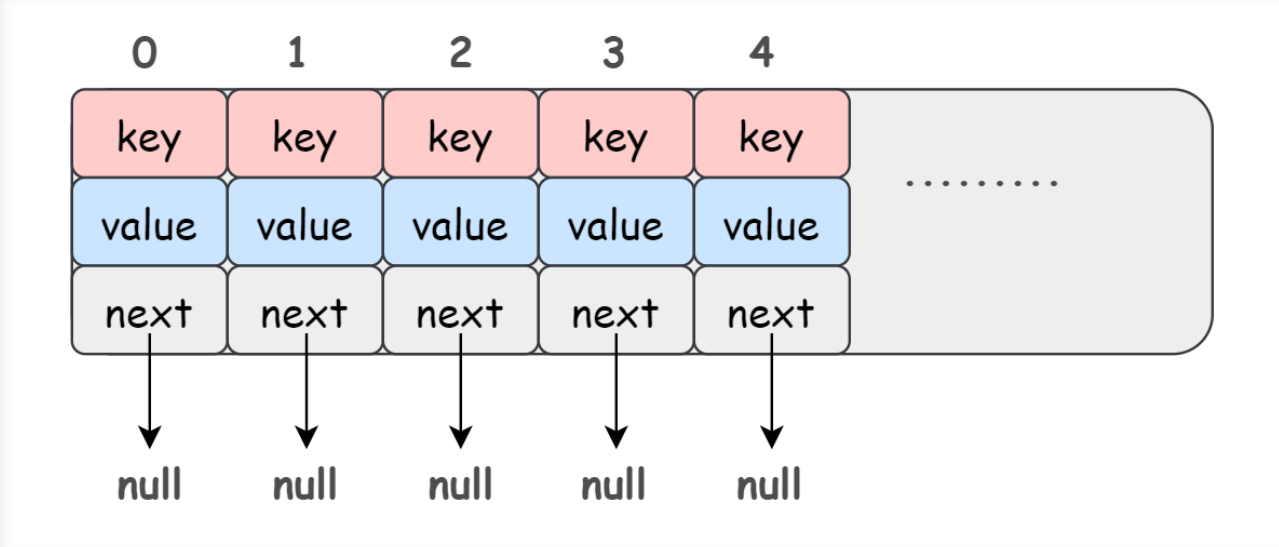 0 1 2 3 4
key key key key key
.........
value value value value value
next next next next next
null null null null null